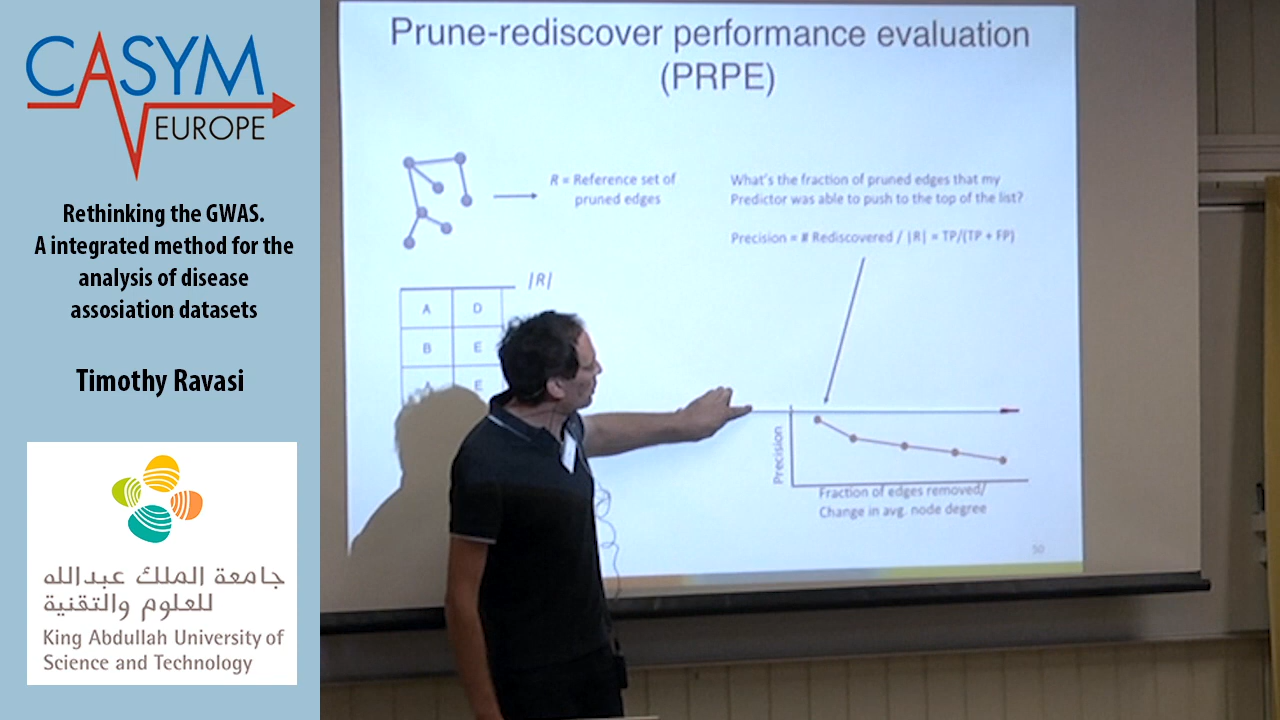 CASYM
EUROPE
Rethinking the GWAS.
A integrated method for the
analysis of disease
assosiation datasets
Timothy Ravasi
جامعة الملك عبدالله
للعلوم والتقنية
King Abdullah University of
Science and Technology
Prune-rediscover performance evaluation
(PRPE)
R = Reference set of
pruned edges
What's the fraction of pruned edges that my
Predictor was able to push to the top of the list?
Precision = # Rediscovered / |R| = TP/(TP + FP)
|R|
A D
B E
A E
Precision
Fraction of edges removed/
Change in avg. node degree
50